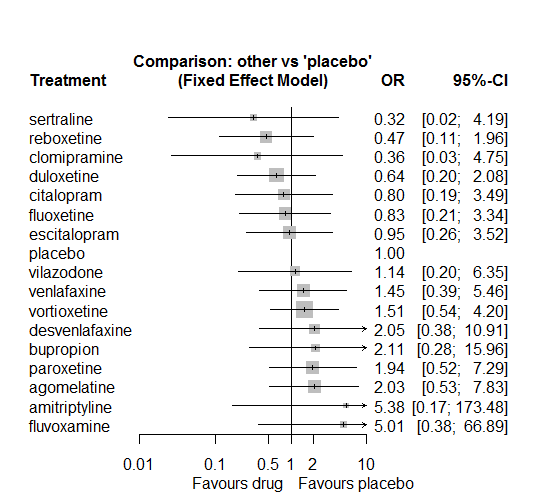 Comparison: other vs 'placebo'
Treatment (Fixed Effect Model) OR 95%-CI
sertraline 0.32 [0.02; 4.19]
reboxetine 0.47 [0.11; 1.96]
clomipramine 0.36 [0.03; 4.75]
duloxetine 0.64 [0.20; 2.08]
citalopram 0.80 [0.19; 3.49]
fluoxetine 0.83 [0.21; 3.34]
escitalopram 0.95 [0.26; 3.52]
placebo 1.00
vilazodone 1.14 [0.20; 6.35]
venlafaxine 1.45 [0.39; 5.46]
vortioxetine 1.51 [0.54; 4.20]
desvenlafaxine 2.05 [0.38; 10.91]
bupropion 2.11 [0.28; 15.96]
paroxetine 1.94 [0.52; 7.29]
agomelatine 2.03 [0.53; 7.83]
amitriptyline 5.38 [0.17; 173.48]
fluvoxamine 5.01 [0.38; 66.89]
0.01 0.1 0.5 1 2 10
Favours drug Favours placebo